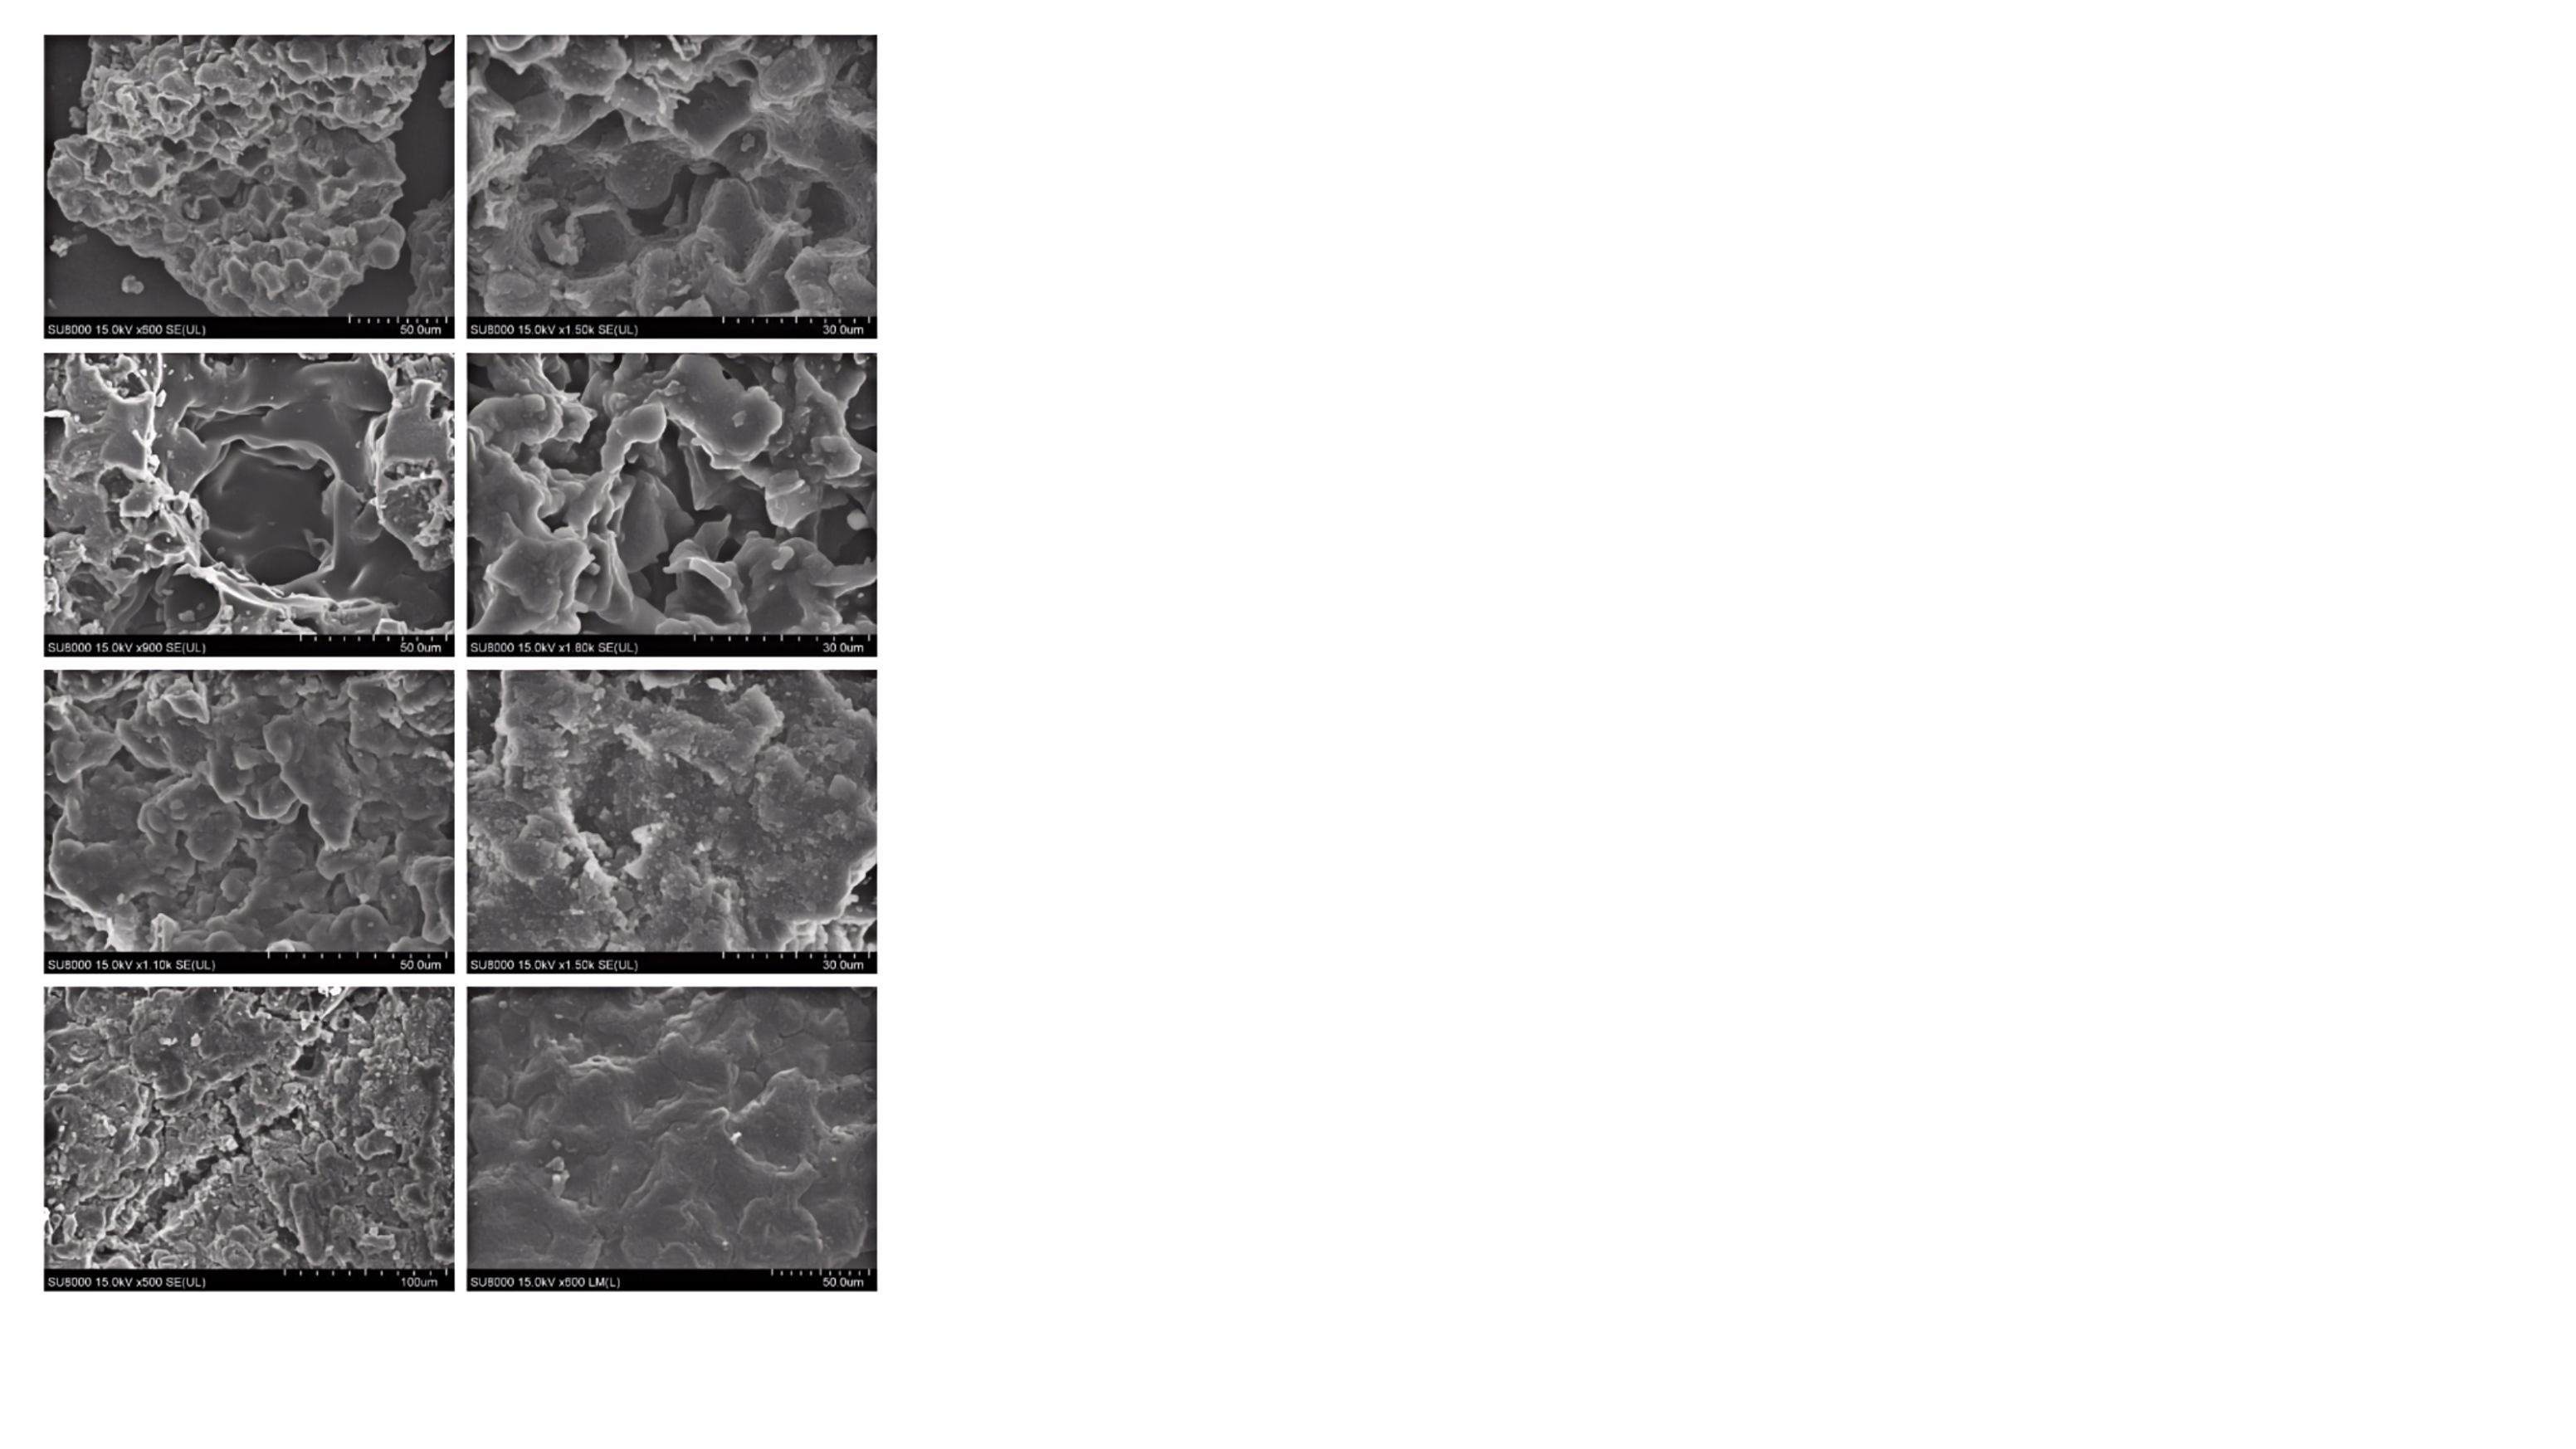 SU8000 15.0kV x600 SE(UL) 50.0um
SU8000 15.0kV x1.50k SE(UL) 30.0um
SU8000 15.0kV x900 SE(UL) 50.0um
SU8000 15.0kV x1.80k SE(UL) 30.0um
SU8000 15.0kV x1.10k SE(UL) 50.0um
SU8000 15.0kV x1.50k SE(UL) 30.0um
SU8000 15.0kV x500 SE(UL) 100um
SU8000 15.0kV x600 LM(L) 50.0um